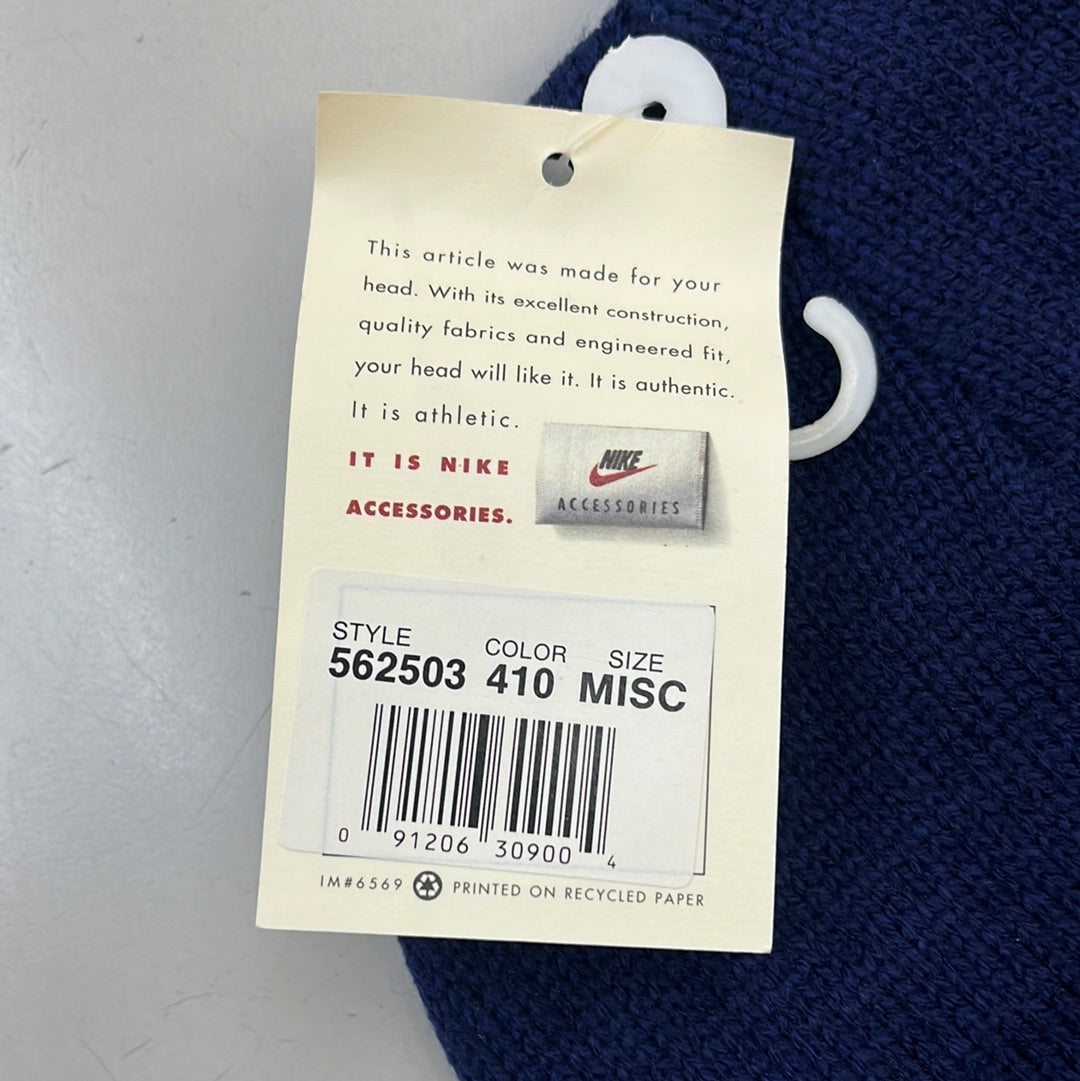 This article was made for your
head. With its excellent construction,
quality fabrics and engineered fit,
your head will like it. It is authentic.
It is athletic.
IT IS NIKE
ACCESSORIES.
NIKE
ACCESSORIES
STYLE COLOR SIZE
562503 410 MISC
0 91206 30900 4
IM#6569 PRINTED ON RECYCLED PAPER